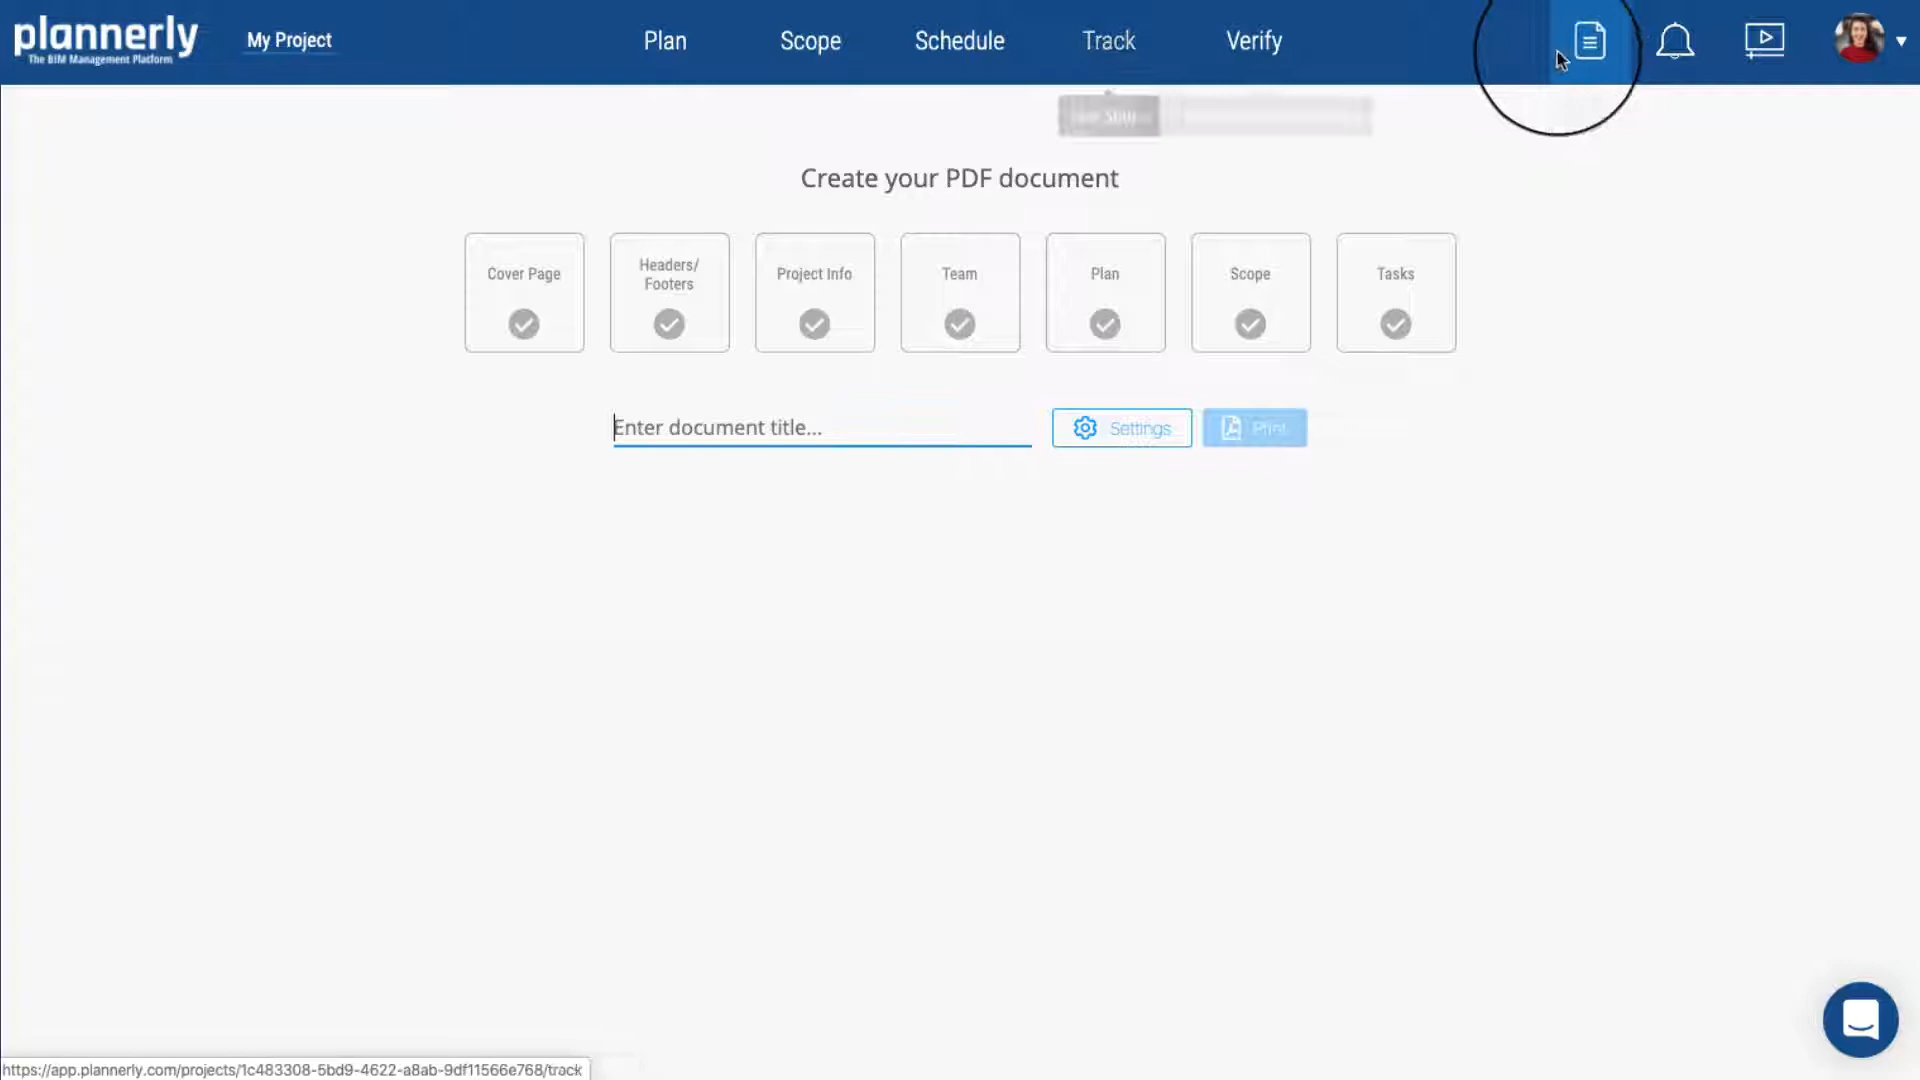 plannerly
The BIM Management Platform
My Project
Plan
Scope
Schedule
Track
Verify
Create your PDF document
Cover Page
Headers/
Footers
Project Info
Team
Plan
Scope
Tasks
Enter document title...
Settings
Print
https://app.plannerly.com/projects/1c483308-5bd9-4622-a8ab-9df11566e768/track